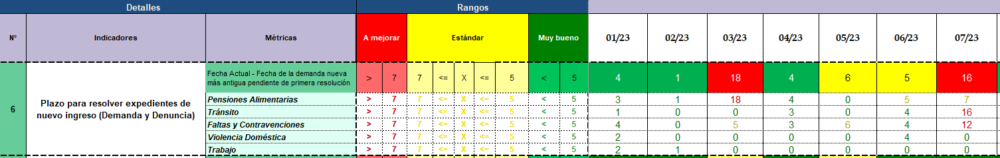 Detalles Rangos
N° Indicadores Métricas A mejorar Estándar Muy bueno 01/23 02/23 03/23 04/23 05/23 06/23 07/23
6 Plazo para resolver expedientes de nuevo ingreso (Demanda y Denuncia)
Fecha Actual - Fecha de la demanda nueva
más antigua pendiente de primera resolución > 7 7 <= X <= 5 < 5 4 1 18 4 6 5 16
Pensiones Alimentarias > 7 7 <= X <= 5 < 5 3 1 18 4 0 5 7
Tránsito > 7 7 <= X <= 5 < 5 1 0 0 3 0 4 16
Faltas y Contravenciones > 7 7 <= X <= 5 < 5 4 0 5 3 6 4 12
Violencia Doméstica > 7 7 <= X <= 5 < 5 2 0 0 0 0 4 0
Trabajo > 7 7 <= X <= 5 < 5 2 1 0 0 0 0 0